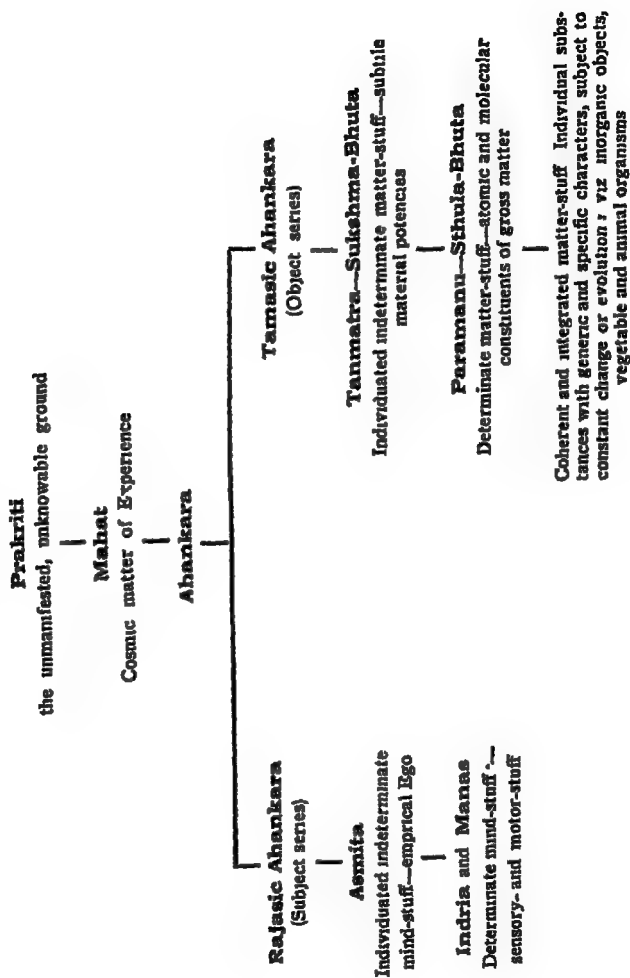 Prakriti
the unmanifested, unknowable ground
Mahat
Cosmic matter of Experience
Ahankara
Rajasic Ahankara
(Subject series)
Asmita
Individuated indeterminate
mind-stuff—emprical Ego
Indria and Manas
Determinate mind-stuff—
sensory- and motor-stuff
Tamasic Ahankara
(Object series)
Tanmatra—Sukshma-Bhuta
Individuated indeterminate matter-stuff—subtile
material potencies
Paramanu—Sthula-Bhuta
Determinate matter-stuff—atomic and molecular
constituents of gross matter
Coherent and integrated matter-stuff Individual subs-
tances with generic and specific characters, subject to
constant change or evolution: viz inorganic objects,
vegetable and animal organisms